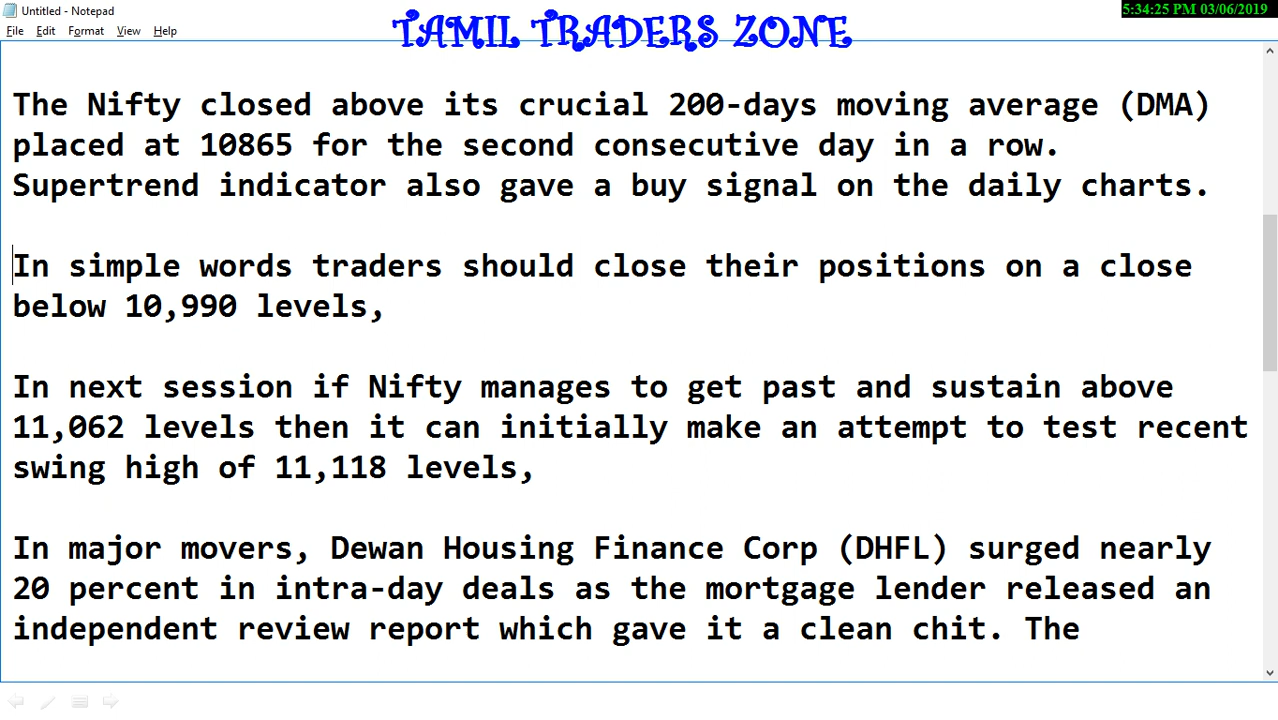 Untitled - Notepad
TAMIL TRADERS ZONE
5:34:25 PM 03/06/2019
File Edit Format View Help
The Nifty closed above its crucial 200-days moving average (DMA)
placed at 10865 for the second consecutive day in a row.
Supertrend indicator also gave a buy signal on the daily charts.
In simple words traders should close their positions on a close
below 10,990 levels,
In next session if Nifty manages to get past and sustain above
11,062 levels then it can initially make an attempt to test recent
swing high of 11,118 levels,
In major movers, Dewan Housing Finance Corp (DHFL) surged nearly
20 percent in intra-day deals as the mortgage lender released an
independent review report which gave it a clean chit. The